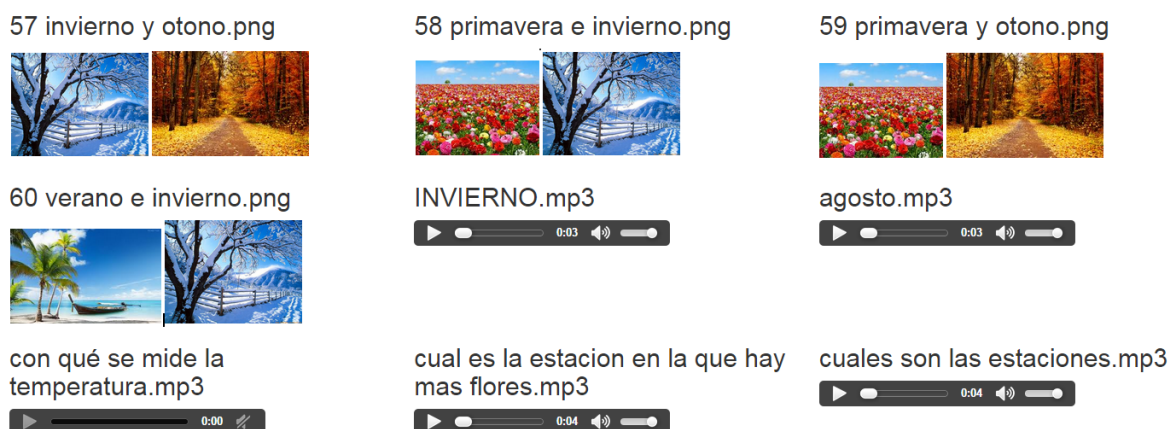 57 invierno y otono.png
58 primavera e invierno.png
59 primavera y otono.png
60 verano e invierno.png
INVIERNO.mp3
0:03
agosto.mp3
0:03
con qué se mide la
temperatura.mp3
0:00
cual es la estacion en la que hay
mas flores.mp3
0:04
cuales son las estaciones.mp3
0:04